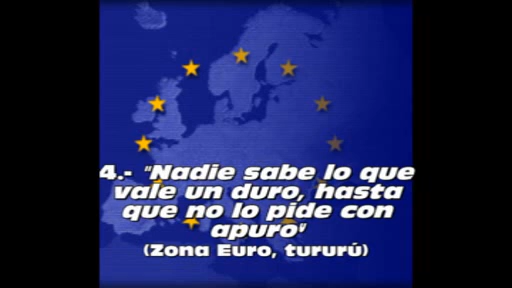 4.- "Nadie sabe lo que
vale un duro, hasta
que no lo pide con
apuro"
(Zona Euro, tururú)